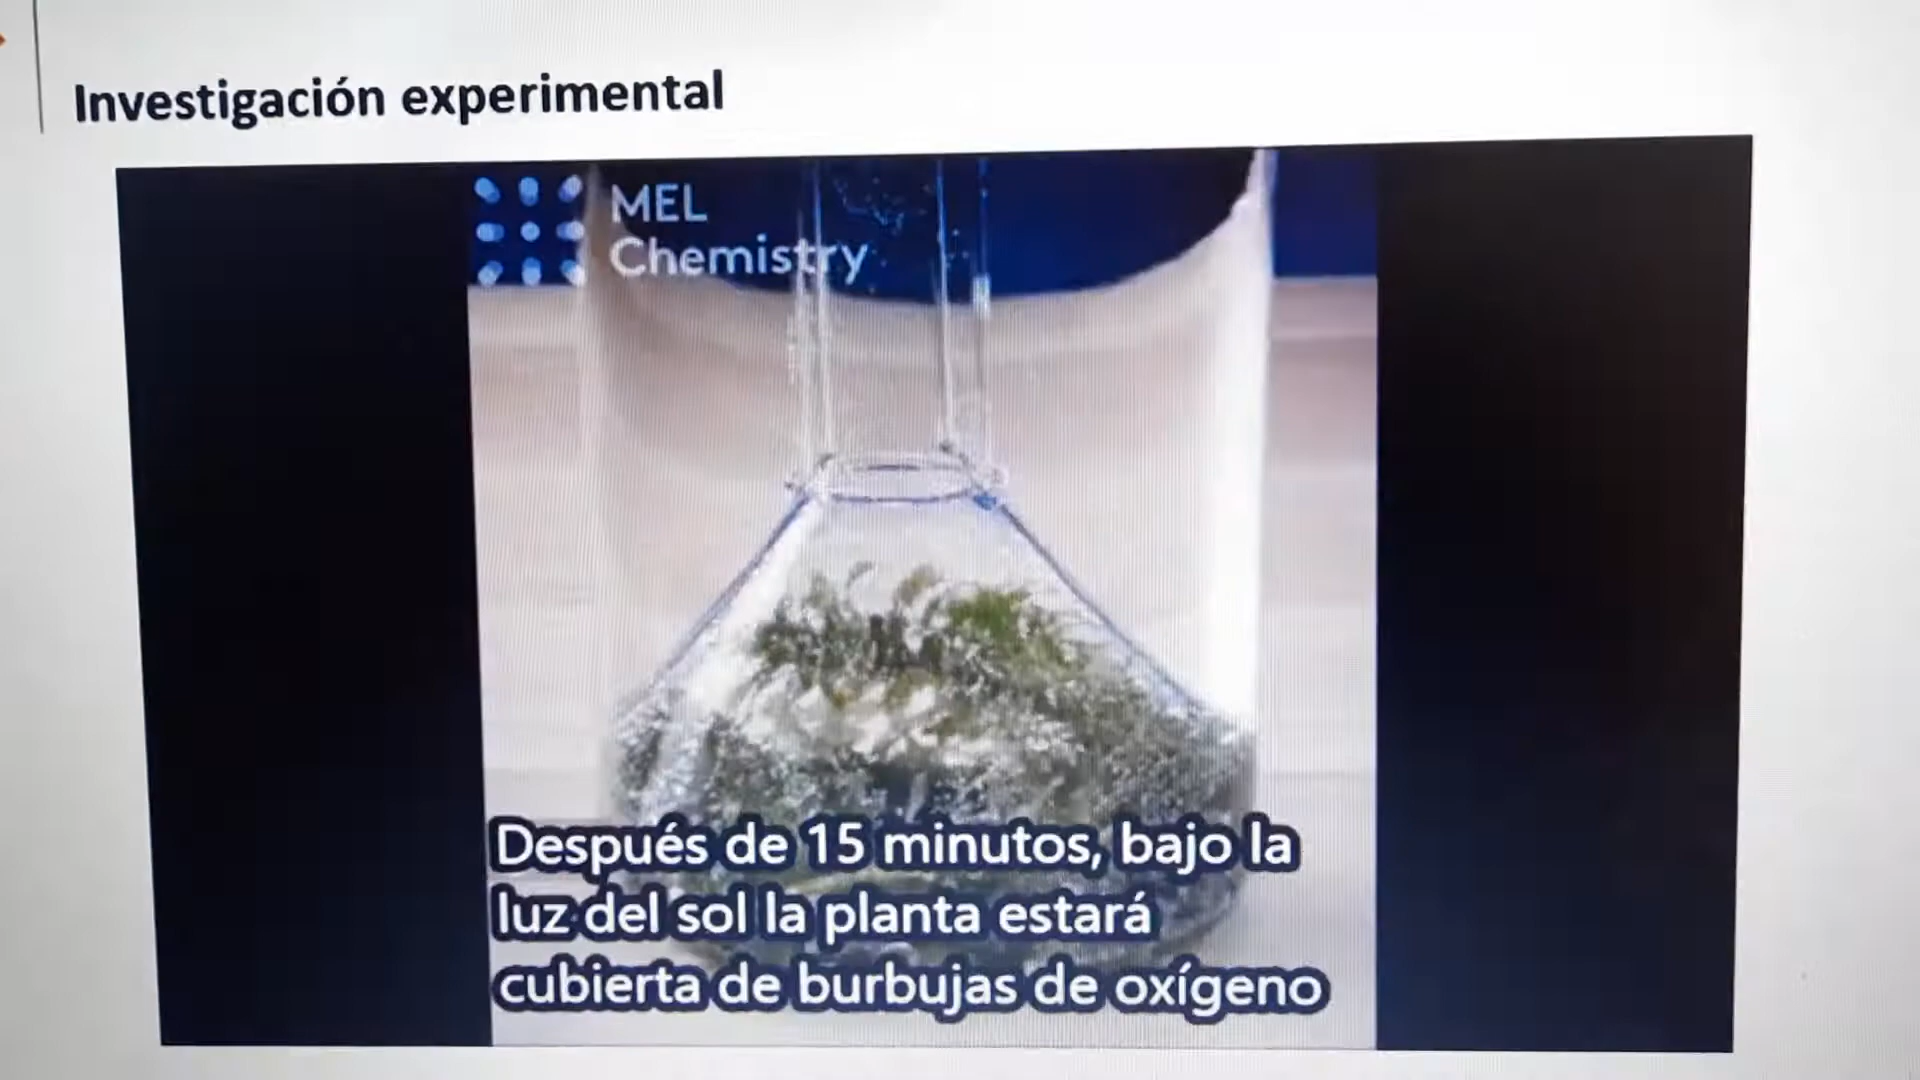 Investigación experimental
MEL
Chemistry
Después de 15 minutos, bajo la
luz del sol la planta estará
cubierta de burbujas de oxígeno